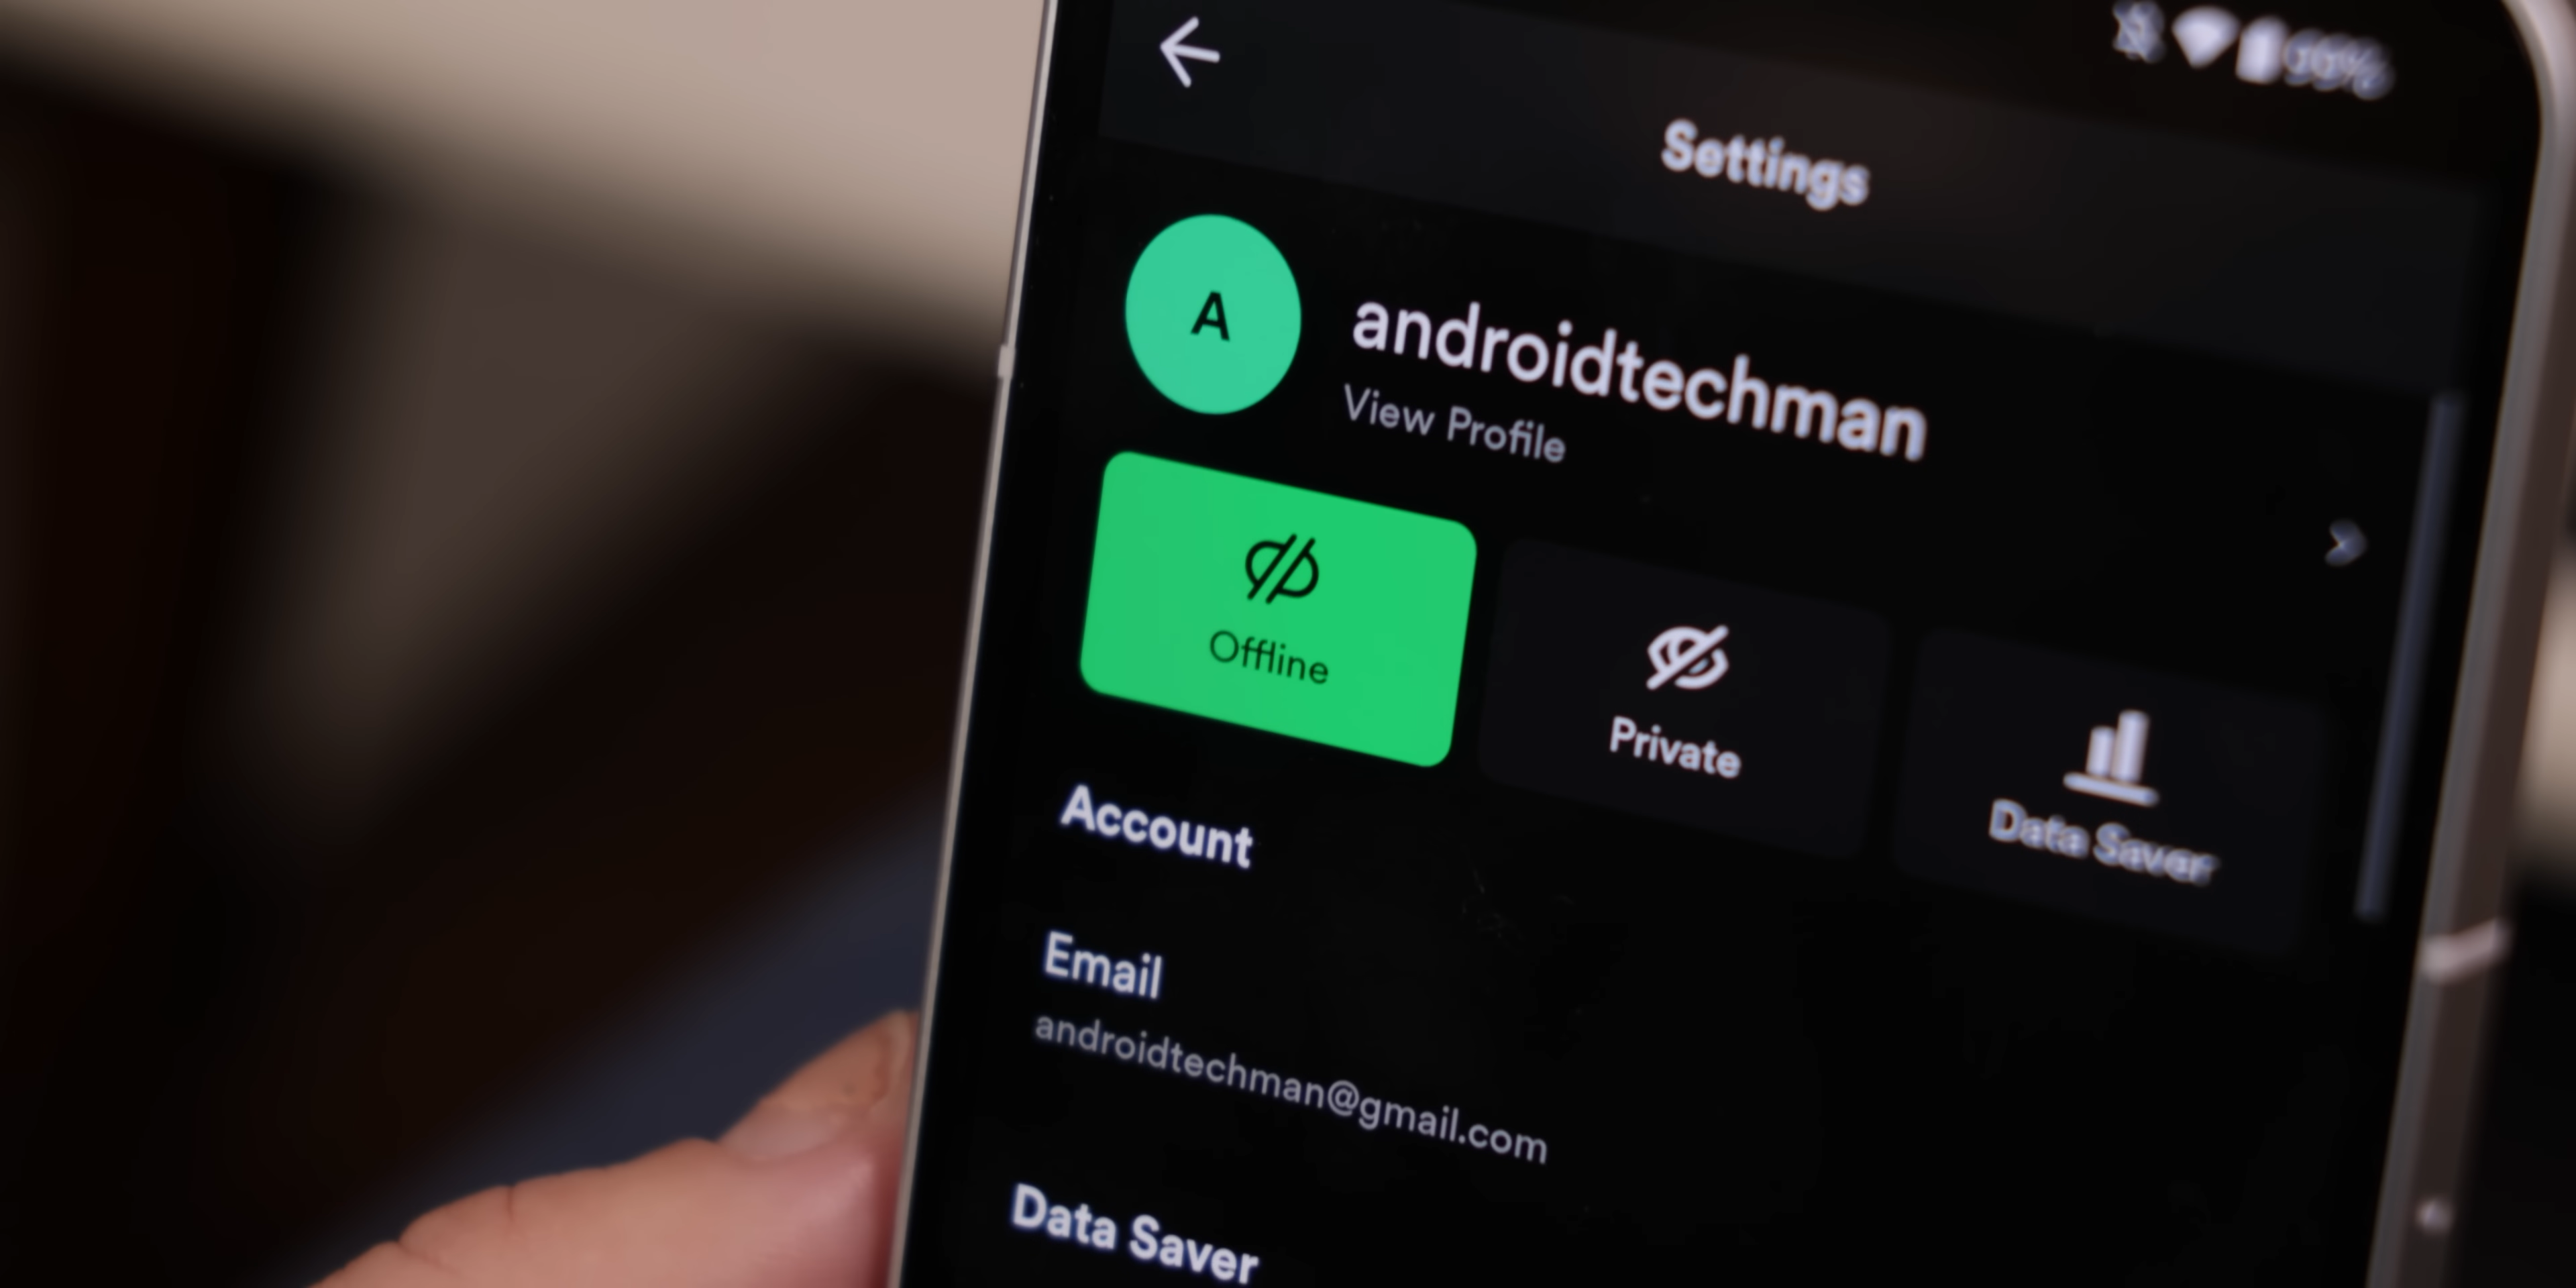 Settings
A
androidtechman
View Profile
Offline
Private
Data Saver
Account
Email
androidtechman@gmail.com
Data Saver